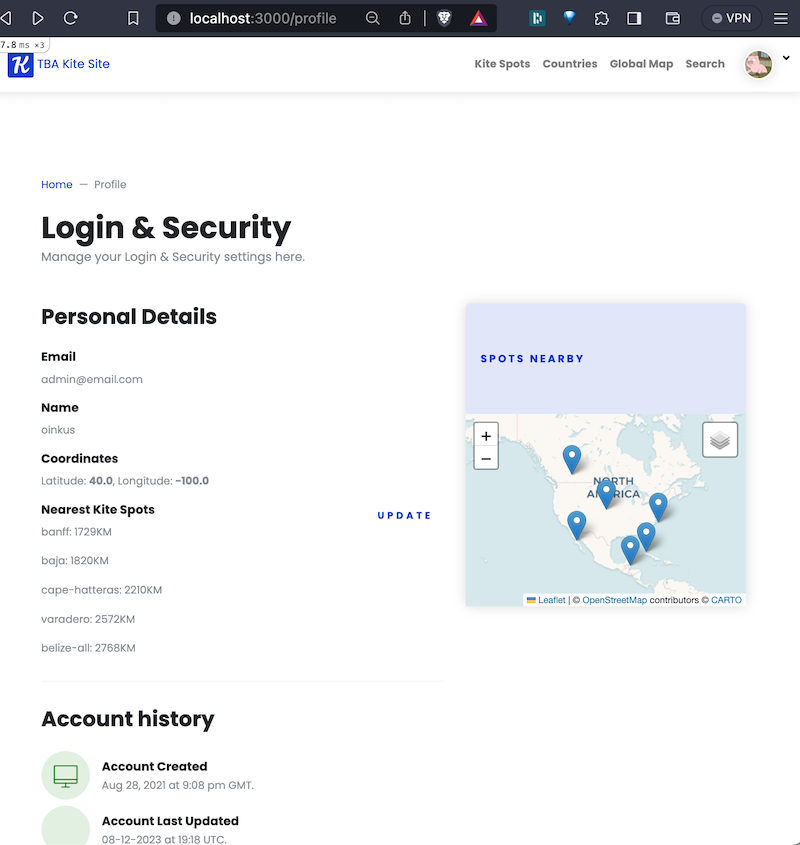 localhost:3000/profile
VPN
7.8 ms ×3
K TBA Kite Site
Kite Spots Countries Global Map Search
Home — Profile
Login & Security
Manage your Login & Security settings here.
Personal Details
Email
admin@email.com
Name
oinkus
Coordinates
Latitude: 40.0, Longitude: -100.0
Nearest Kite Spots
UPDATE
banff: 1729KM
baja: 1820KM
cape-hatteras: 2210KM
varadero: 2572KM
belize-all: 2768KM
SPOTS NEARBY
+
−
NORTH
AMERICA
Leaflet | © OpenStreetMap contributors © CARTO
Account history
Account Created
Aug 28, 2021 at 9:08 pm GMT.
Account Last Updated
08-12-2023 at 19:18 UTC.